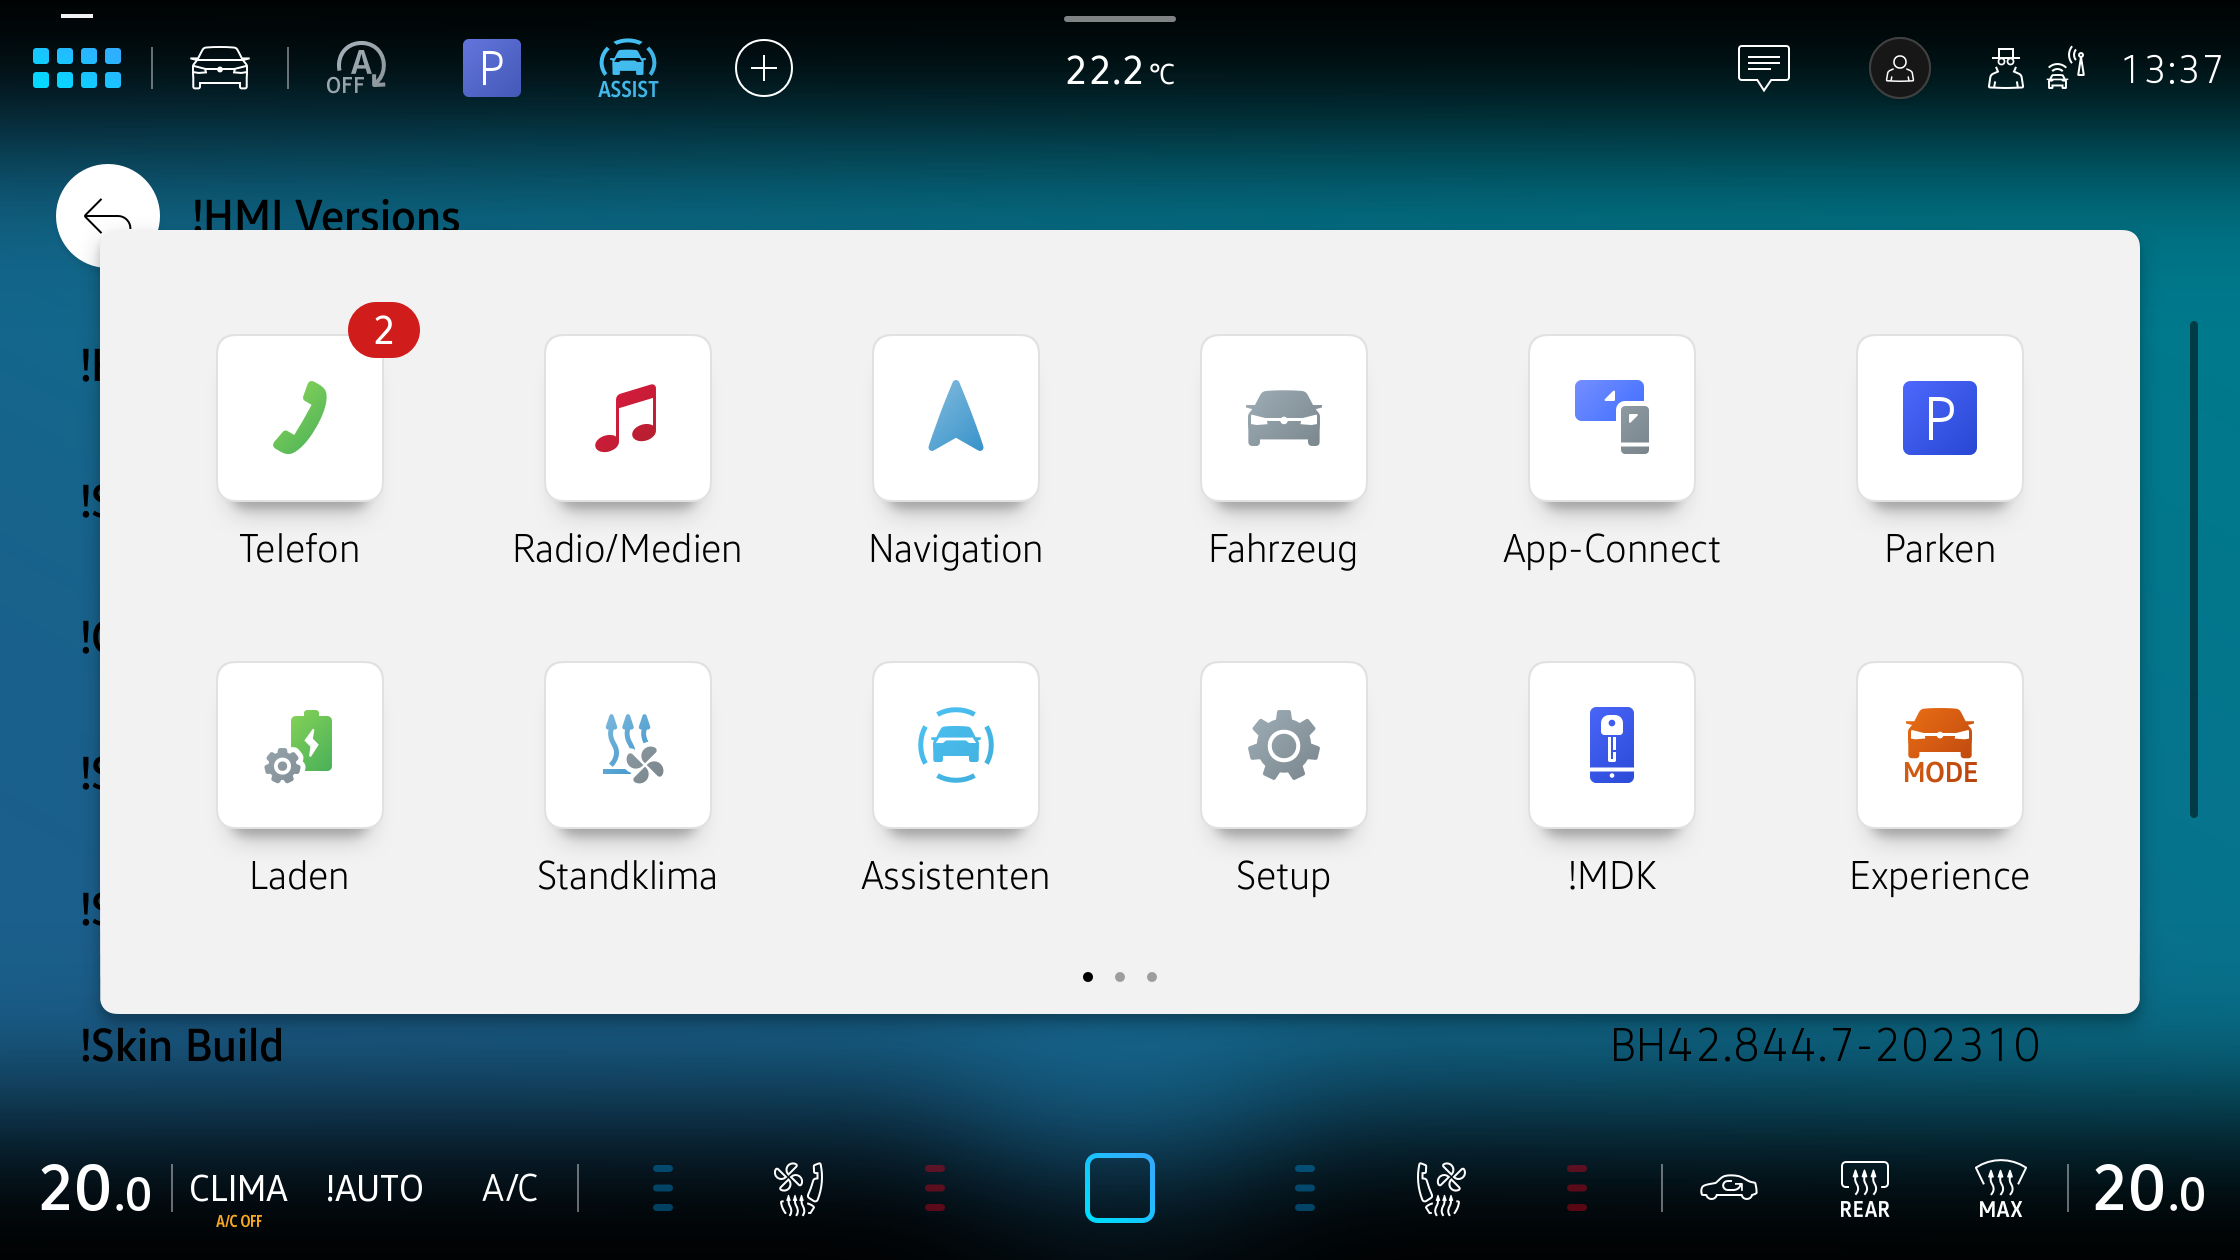 A
OFF
P
ASSIST
22.2 °C
13:37
!HMI Versions
2
P
Telefon
Radio/Medien
Navigation
Fahrzeug
App-Connect
Parken
MODE
Laden
Standklima
Assistenten
Setup
!MDK
Experience
!Skin Build
BH42.844.7-202310
20.0
CLIMA
A/C OFF
!AUTO
A/C
REAR
MAX
20.0